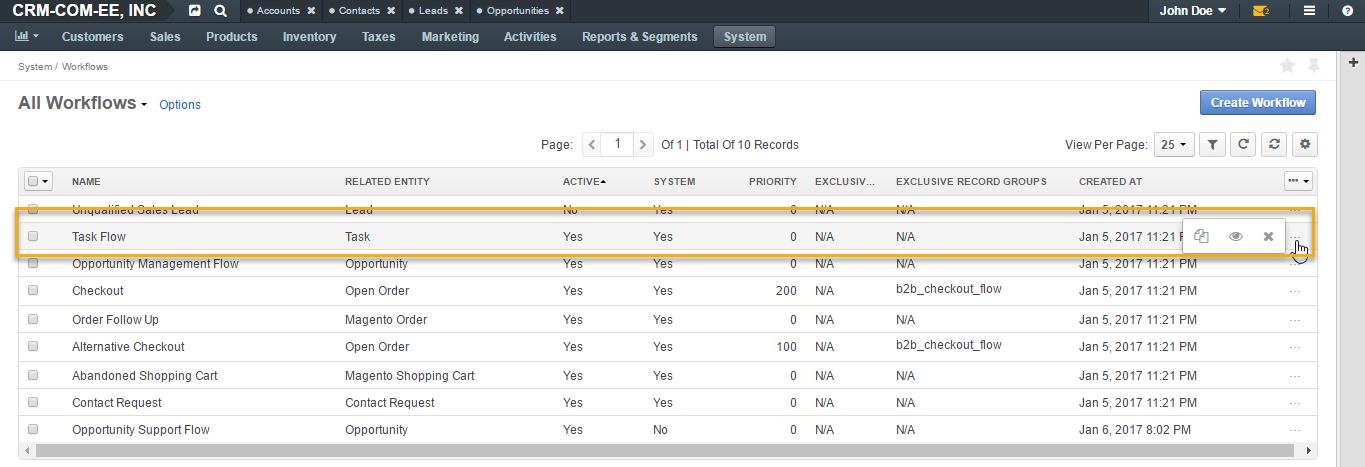 CRM-COM-EE, INC Accounts Contacts Leads Opportunities John Doe 2
Customers Sales Products Inventory Taxes Marketing Activities Reports & Segments System
System / Workflows
All Workflows Options Create Workflow
Page: 1 Of 1 | Total Of 10 Records View Per Page: 25
NAME RELATED ENTITY ACTIVE SYSTEM PRIORITY EXCLUSIV... EXCLUSIVE RECORD GROUPS CREATED AT
Unqualified Sales Lead Lead No Yes 0 N/A N/A Jan 5, 2017 11:21 PM
Task Flow Task Yes Yes 0 N/A N/A Jan 5, 2017 11:21
Opportunity Management Flow Opportunity Yes Yes 0 N/A N/A Jan 5, 2017 11:21 PM
Checkout Open Order Yes Yes 200 N/A b2b_checkout_flow Jan 5, 2017 11:21 PM
Order Follow Up Magento Order Yes Yes 0 N/A N/A Jan 5, 2017 11:21 PM
Alternative Checkout Open Order Yes Yes 100 N/A b2b_checkout_flow Jan 5, 2017 11:21 PM
Abandoned Shopping Cart Magento Shopping Cart Yes Yes 0 N/A N/A Jan 5, 2017 11:21 PM
Contact Request Contact Request Yes Yes 0 N/A N/A Jan 5, 2017 11:21 PM
Opportunity Support Flow Opportunity Yes No 0 N/A N/A Jan 6, 2017 8:02 PM